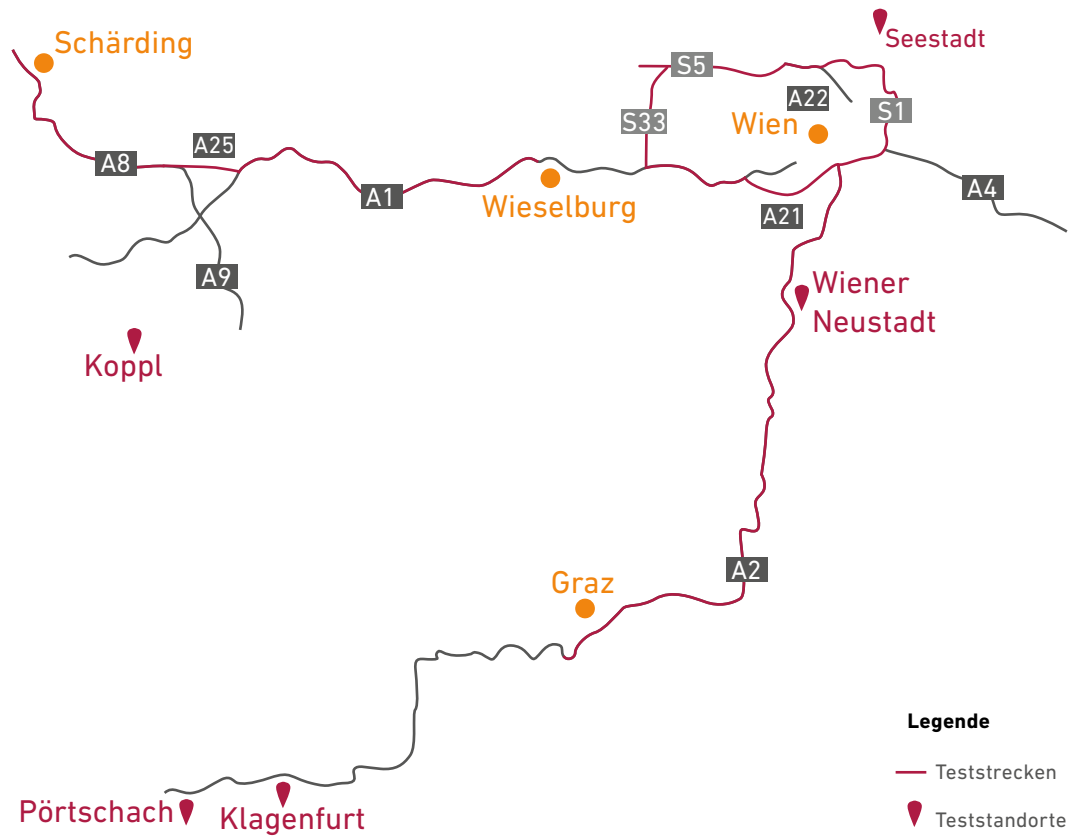 Schärding
Seestadt
S5
A22
S1
S33
Wien
A25
A8
A1
Wieselburg
A21
A4
A9
Wiener
Neustadt
Koppl
A2
Graz
Legende
Teststrecken
Pörtschach
Klagenfurt
Teststandorte